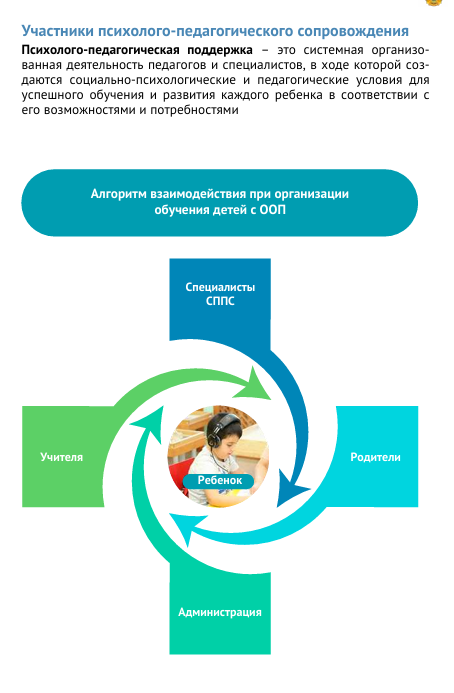 Участники психолого-педагогического сопровождения
Психолого-педагогическая поддержка – это системная организо-
ванная деятельность педагогов и специалистов, в ходе которой соз-
даются социально-психологические и педагогические условия для
успешного обучения и развития каждого ребенка в соответствии с
его возможностями и потребностями
Алгоритм взаимодействия при организации
обучения детей с ООП
Специалисты
СППС
Учителя
Ребенок
Родители
Администрация